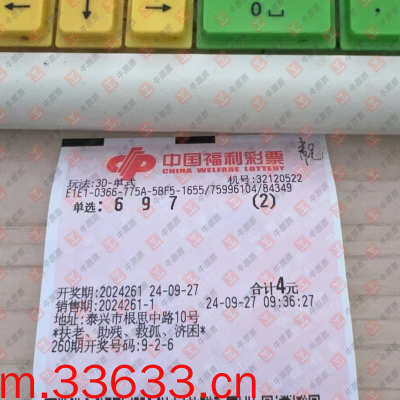 ← ↓ → 0
中国福利彩票
CHINA WELFARE LOTTERY
玩法:3D-单式 机号:32120522
E1E1-0366-775A-5BF5-1655/75996104/84349
单选: 6 9 7 (2)
开奖期:2024261 24-09-27 合计4元
销售期:2024261-1 24-09-27 09:36:27
地址:泰兴市根思中路10号
*扶老、助残、救孤、济困*
260期开奖号码:9-2-6
m.33633.cn